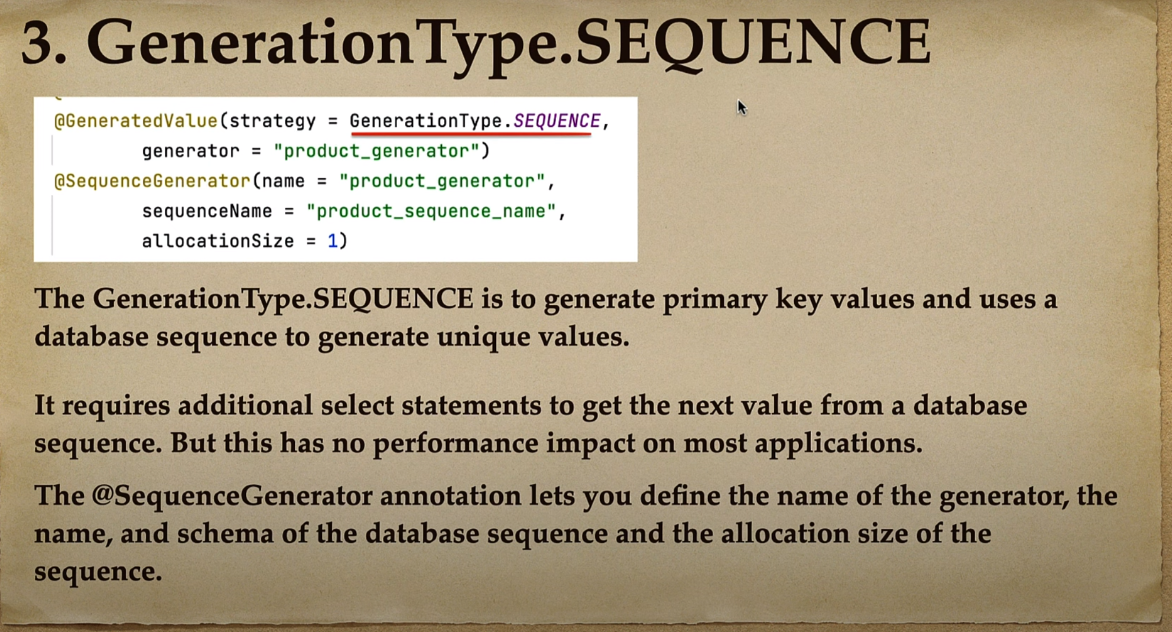 3. GenerationType.SEQUENCE
@GeneratedValue(strategy = GenerationType.SEQUENCE,
generator = "product_generator")
@SequenceGenerator(name = "product_generator",
sequenceName = "product_sequence_name",
allocationSize = 1)
The GenerationType.SEQUENCE is to generate primary key values and uses a
database sequence to generate unique values.
It requires additional select statements to get the next value from a database
sequence. But this has no performance impact on most applications.
The @SequenceGenerator annotation lets you define the name of the generator, the
name, and schema of the database sequence and the allocation size of the
sequence.